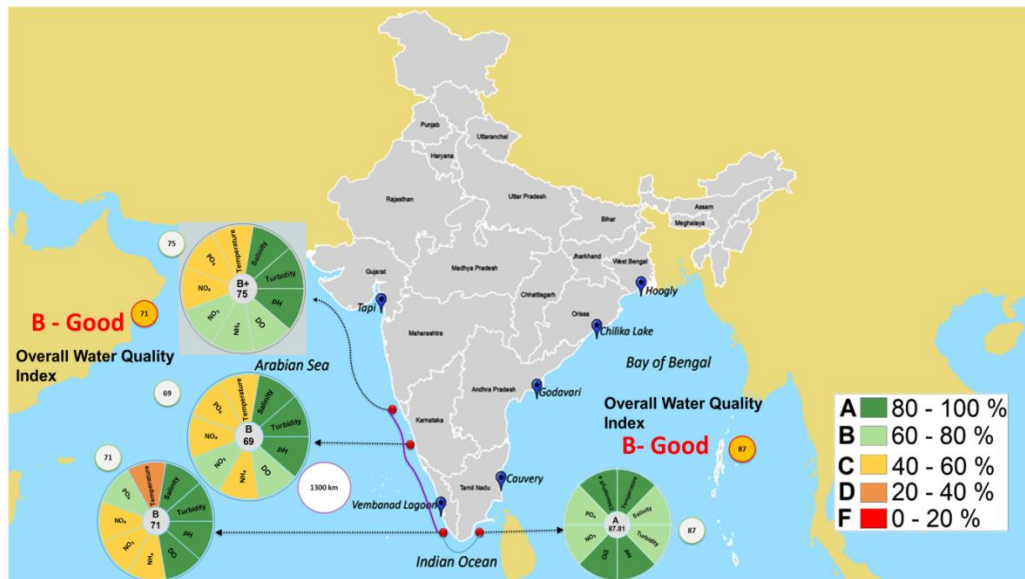 Punjab
Uttaranchal
Haryana
Rajasthan
Uttar Pradesh
Assam
Meghalaya
Bihar
Jharkhand
West Bengal
Gujarat
Madhya Pradesh
Chhattisgarh
Orissa
Maharashtra
Andhra Pradesh
Karnataka
Tamil Nadu
Tapi
Hoogly
Chilika Lake
Godavari
Cauvery
Vembanad Lagoon
Arabian Sea
Bay of Bengal
Indian Ocean
75
PO₄
Temperature
Salinity
Turbidity
pH
DO
NH₄
NO₃
NO₂
B+
75
B - Good
71
Overall Water Quality
Index
69
PO₄
Temperature
Salinity
Turbidity
pH
DO
NH₄
NO₃
B
69
1300 km
71
PO₄
Temperature
Salinity
Turbidity
pH
DO
NH₄
B
71
Overall Water Quality
Index
B- Good
87
Temperature
Salinity
Turbidity
pH
DO
PO₄
A
87.91
87
A 80 - 100 %
B 60 - 80 %
C 40 - 60 %
D 20 - 40 %
F 0 - 20 %